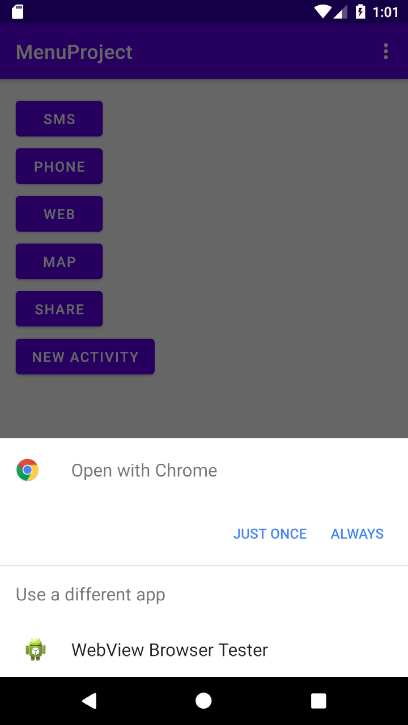 1:01
MenuProject
SMS
PHONE
WEB
MAP
SHARE
NEW ACTIVITY
Open with Chrome
JUST ONCE ALWAYS
Use a different app
WebView Browser Tester